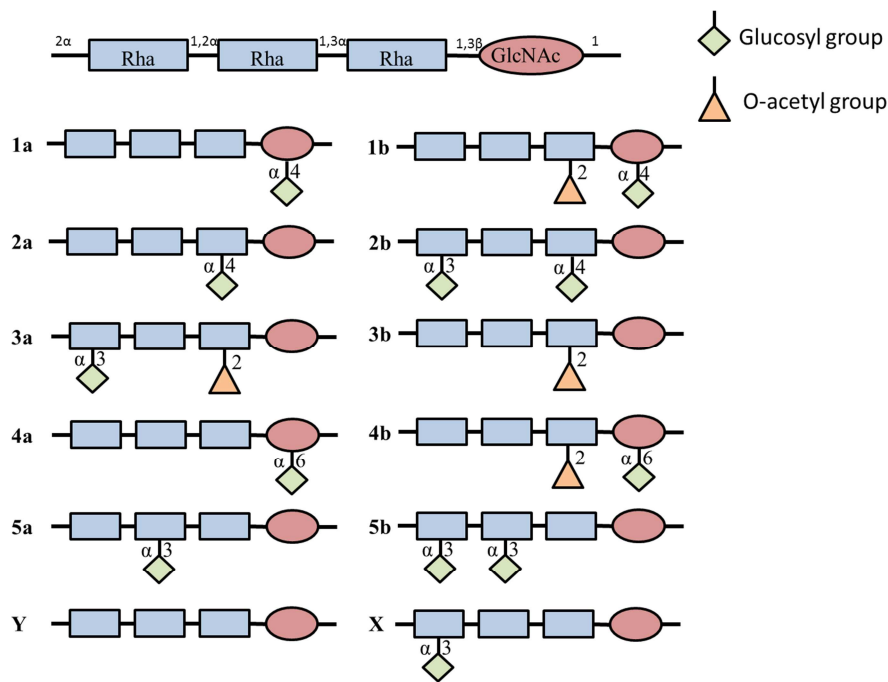 2α 1,2α 1,3α 1,3β 1
Rha Rha Rha GlcNAc
Glucosyl group
O-acetyl group
1a α 4
1b 2 α 4
2a α 4
2b α 3 α 4
3a α 3 2
3b 2
4a α 6
4b 2 α 6
5a α 3
5b α 3 α 3
Y
X α 3